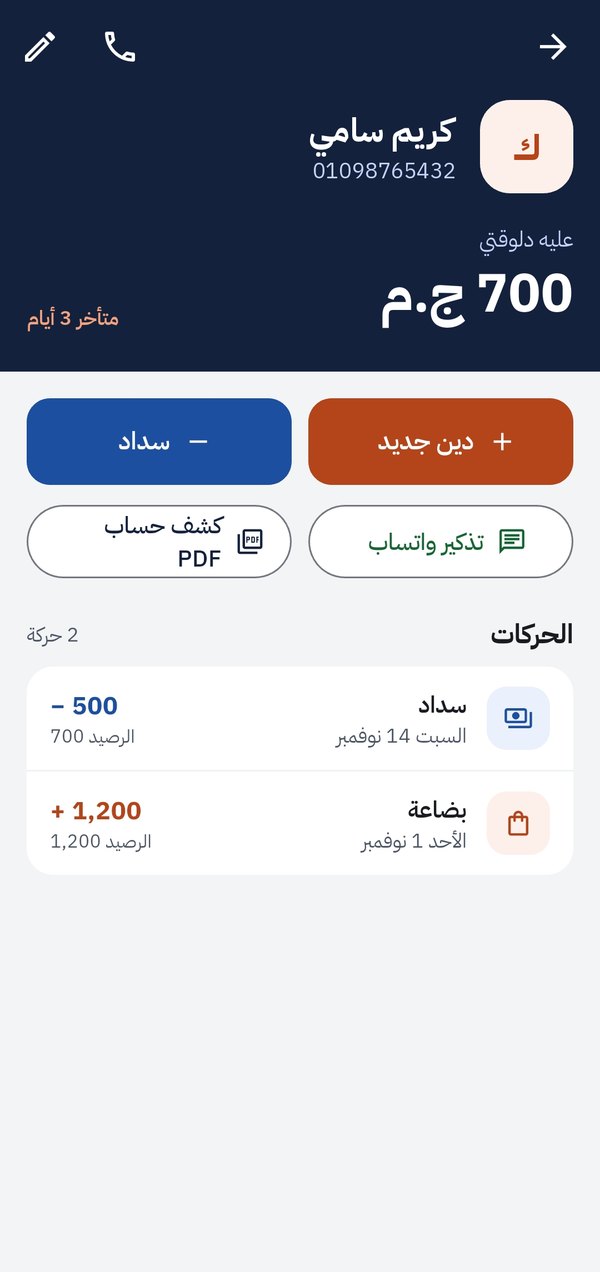 ك
كريم سامي
01098765432
عليه دلوقتي
700 ج.م
متأخر 3 أيام
+ دين جديد
− سداد
تذكير واتساب
PDF
كشف حساب
PDF
الحركات
2 حركة
سداد
− 500
السبت 14 نوفمبر
الرصيد 700
بضاعة
+ 1,200
الأحد 1 نوفمبر
الرصيد 1,200